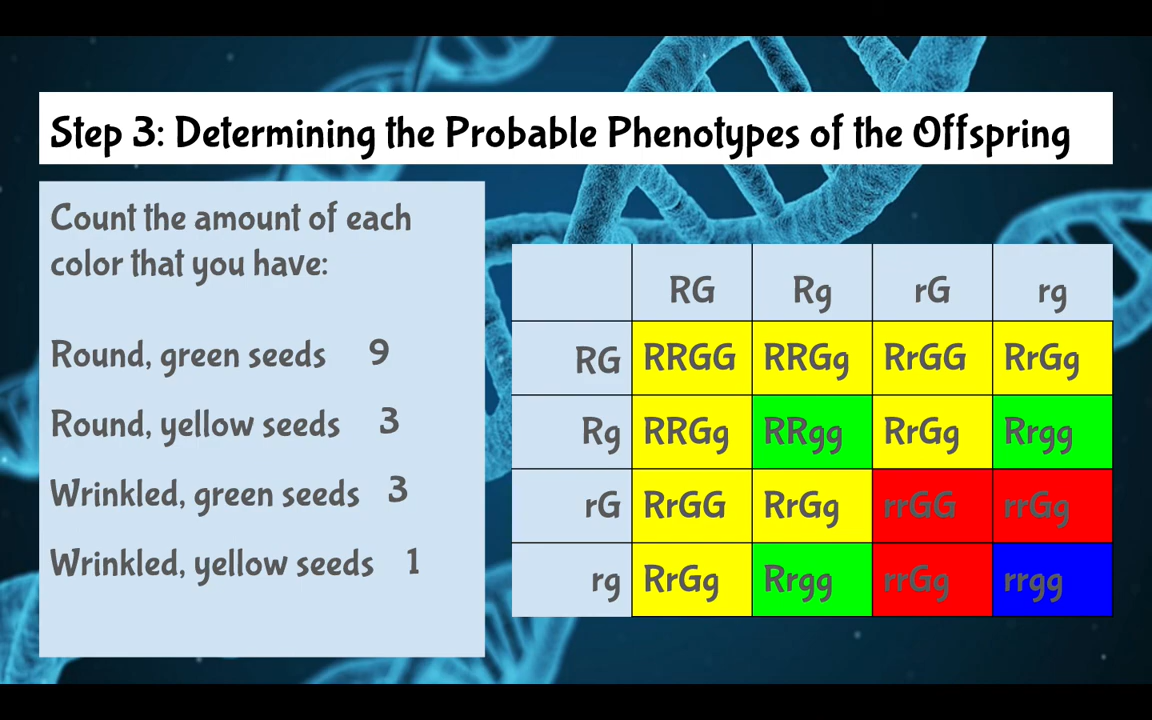 Step 3: Determining the Probable Phenotypes of the Offspring
Count the amount of each
color that you have:
Round, green seeds 9
Round, yellow seeds 3
Wrinkled, green seeds 3
Wrinkled, yellow seeds 1
RG Rg rG rg
RG RRGG RRGg RrGG RrGg
Rg RRGg RRgg RrGg Rrgg
rG RrGG RrGg rrGG rrGg
rg RrGg Rrgg rrGg rrgg